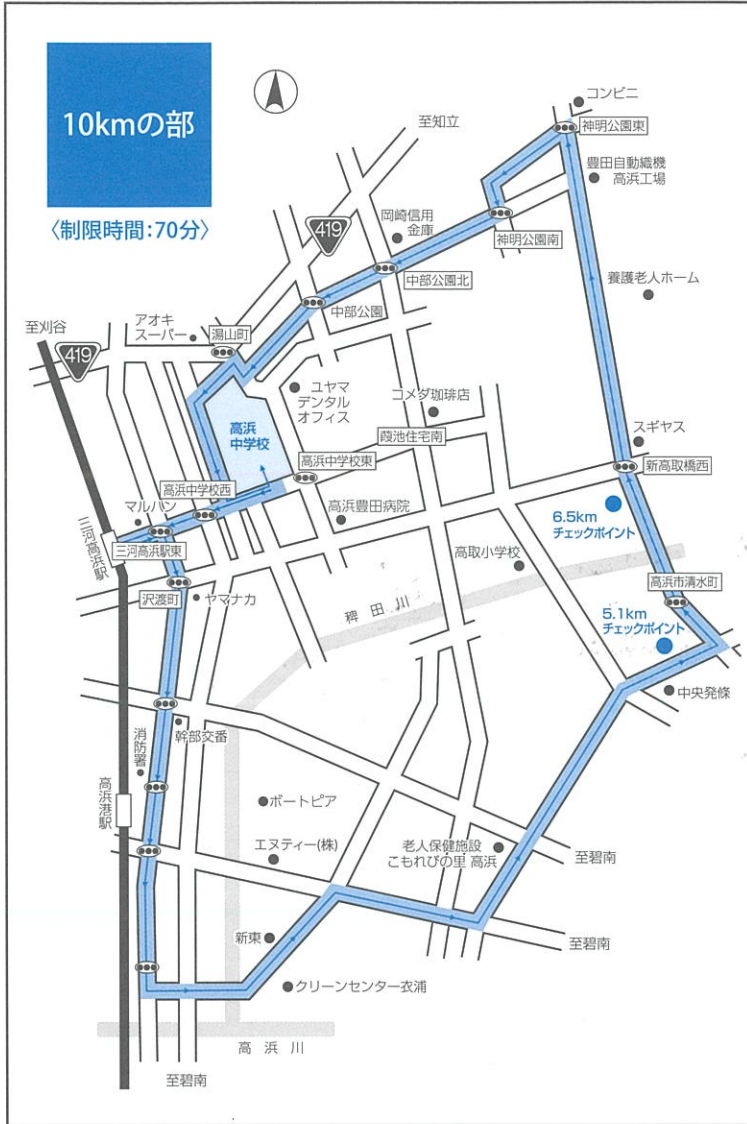 10kmの部
〈制限時間:70分〉
コンビニ
神明公園東
至知立
豊田自動織機
高浜工場
岡崎信用
金庫
419
神明公園南
中部公園北
養護老人ホーム
中部公園
アオキ
スーパー
湯山町
至刈谷
419
ユヤマ
デンタル
オフィス
コメダ珈琲店
スギヤス
高浜
中学校
葭池住宅南
高浜中学校東
新高取橋西
高浜中学校西
マルハン
高浜豊田病院
6.5km
チェックポイント
三河高浜駅
三河高浜駅東
高取小学校
沢渡町
ヤマナカ
高浜市清水町
稗田川
5.1km
チェックポイント
中央発條
幹部交番
消防署
高浜港駅
ボートピア
エヌティー(株)
老人保健施設
こもれびの里 高浜
至碧南
新東
至碧南
クリーンセンター衣浦
高浜川
至碧南